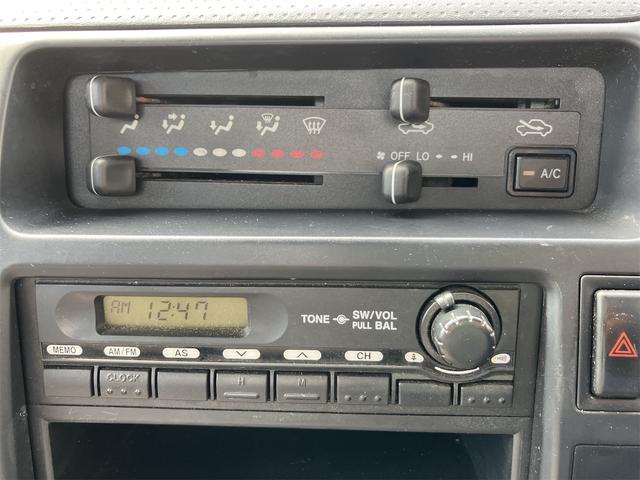 OFF LO HI
A/C
AM 12:47
TONE SW/VOL
PULL BAL
MEMO AM/FM AS CH
CLOCK H M